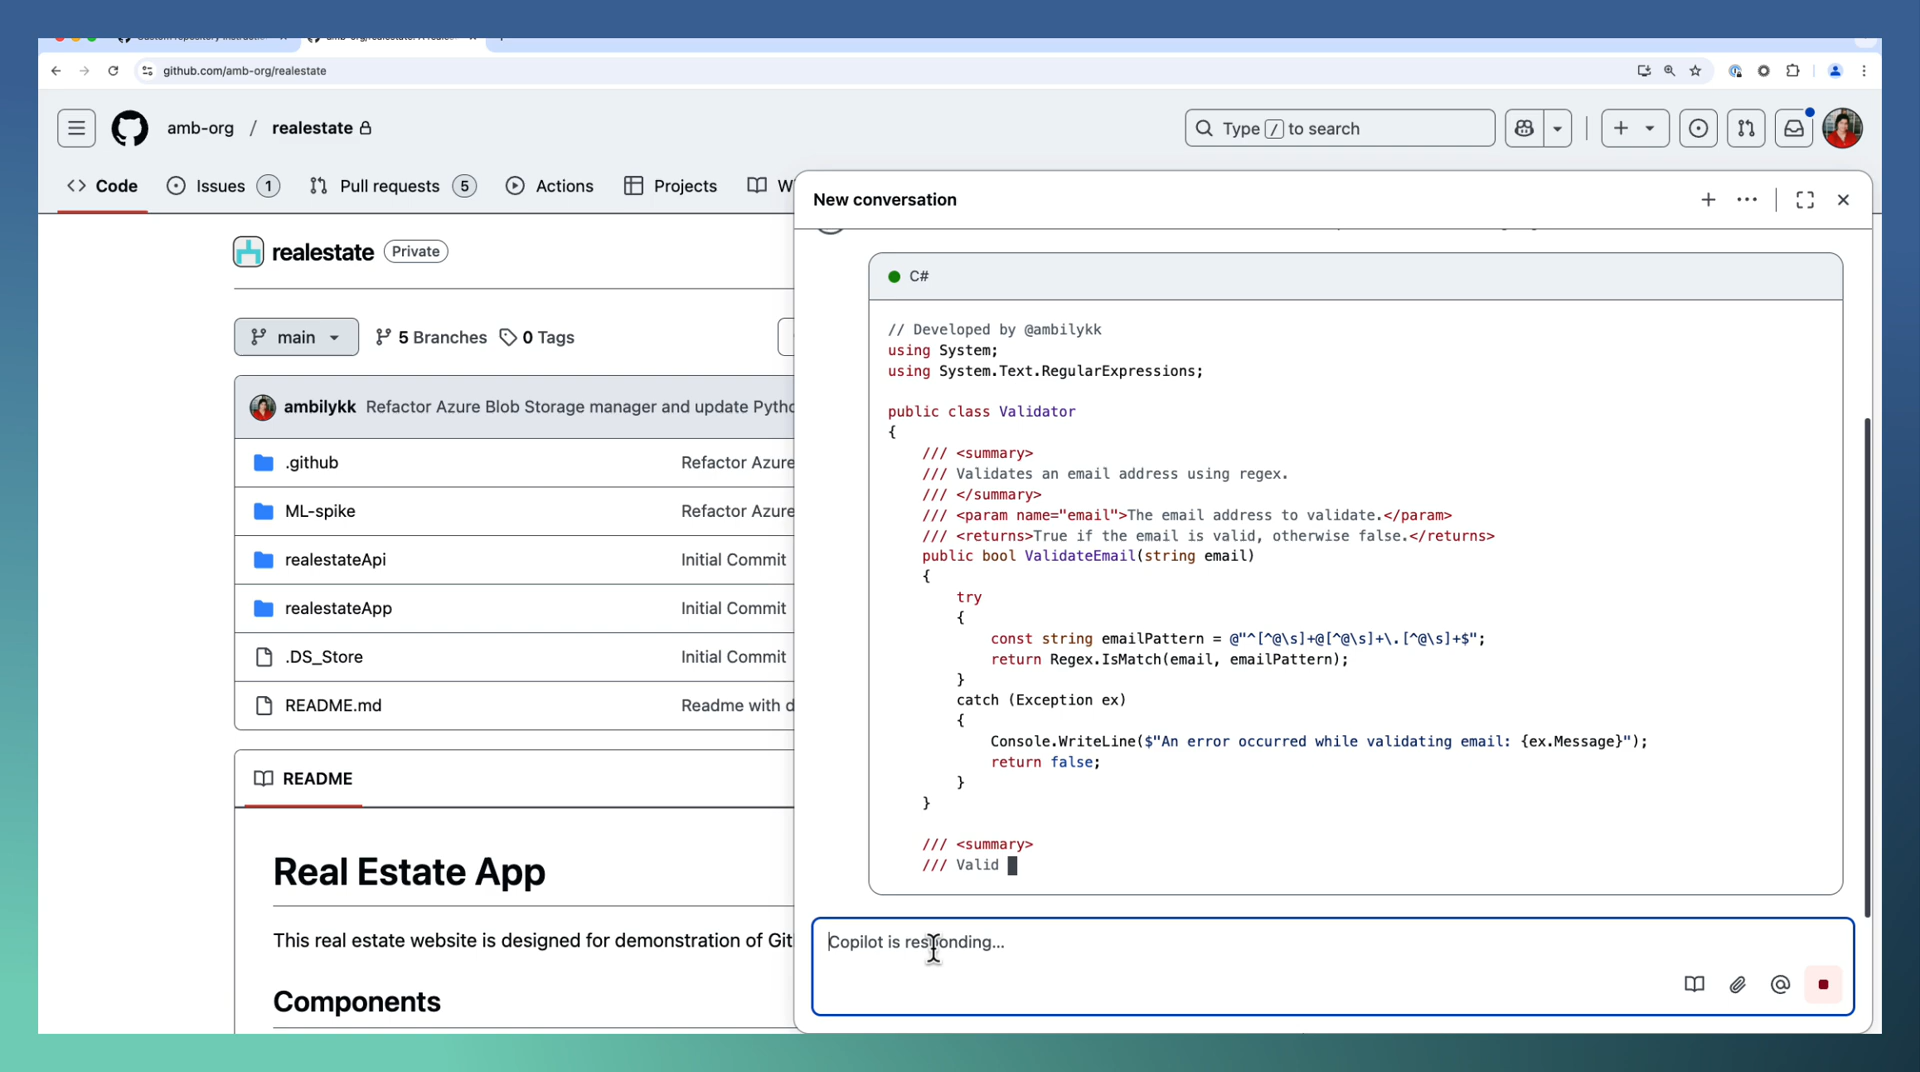 github.com/amb-org/realestate
amb-org / realestate
Type / to search
Code
Issues 1
Pull requests 5
Actions
Projects
W
New conversation
realestate Private
main
5 Branches
0 Tags
ambilykk Refactor Azure Blob Storage manager and update Pytho
.github Refactor Azure
ML-spike Refactor Azure
realestateApi Initial Commit
realestateApp Initial Commit
.DS_Store Initial Commit
README.md Readme with d
README
Real Estate App
This real estate website is designed for demonstration of Git
Components
C#
// Developed by @ambilykk
using System;
using System.Text.RegularExpressions;
public class Validator
{
/// <summary>
/// Validates an email address using regex.
/// </summary>
/// <param name="email">The email address to validate.</param>
/// <returns>True if the email is valid, otherwise false.</returns>
public bool ValidateEmail(string email)
{
try
{
const string emailPattern = @"^[^@\s]+@[^@\s]+\.[^@\s]+$";
return Regex.IsMatch(email, emailPattern);
}
catch (Exception ex)
{
Console.WriteLine($"An error occurred while validating email: {ex.Message}");
return false;
}
}
/// <summary>
/// Valid
Copilot is responding...